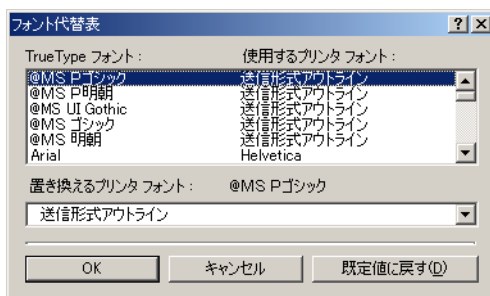 フォント代替表
TrueType フォント： 使用するプリンタ フォント：
@MS Pゴシック 送信形式アウトライン
@MS P明朝 送信形式アウトライン
@MS UI Gothic 送信形式アウトライン
@MS ゴシック 送信形式アウトライン
@MS 明朝 送信形式アウトライン
Arial Helvetica
置き換えるプリンタ フォント： @MS Pゴシック
送信形式アウトライン
OK キャンセル 既定値に戻す(D)